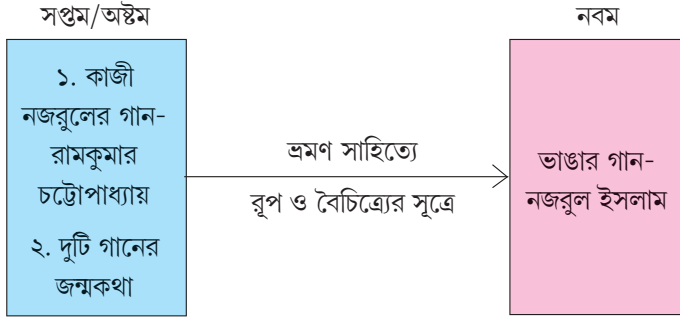 সপ্তম/অষ্টম
১. কাজী
নজরুলের গান-
রামকুমার
চট্টোপাধ্যায়
২. দুটি গানের
জন্মকথা
ভ্রমণ সাহিত্যে
রূপ ও বৈচিত্র্যের সূত্রে
নবম
ভাঙার গান-
নজরুল ইসলাম